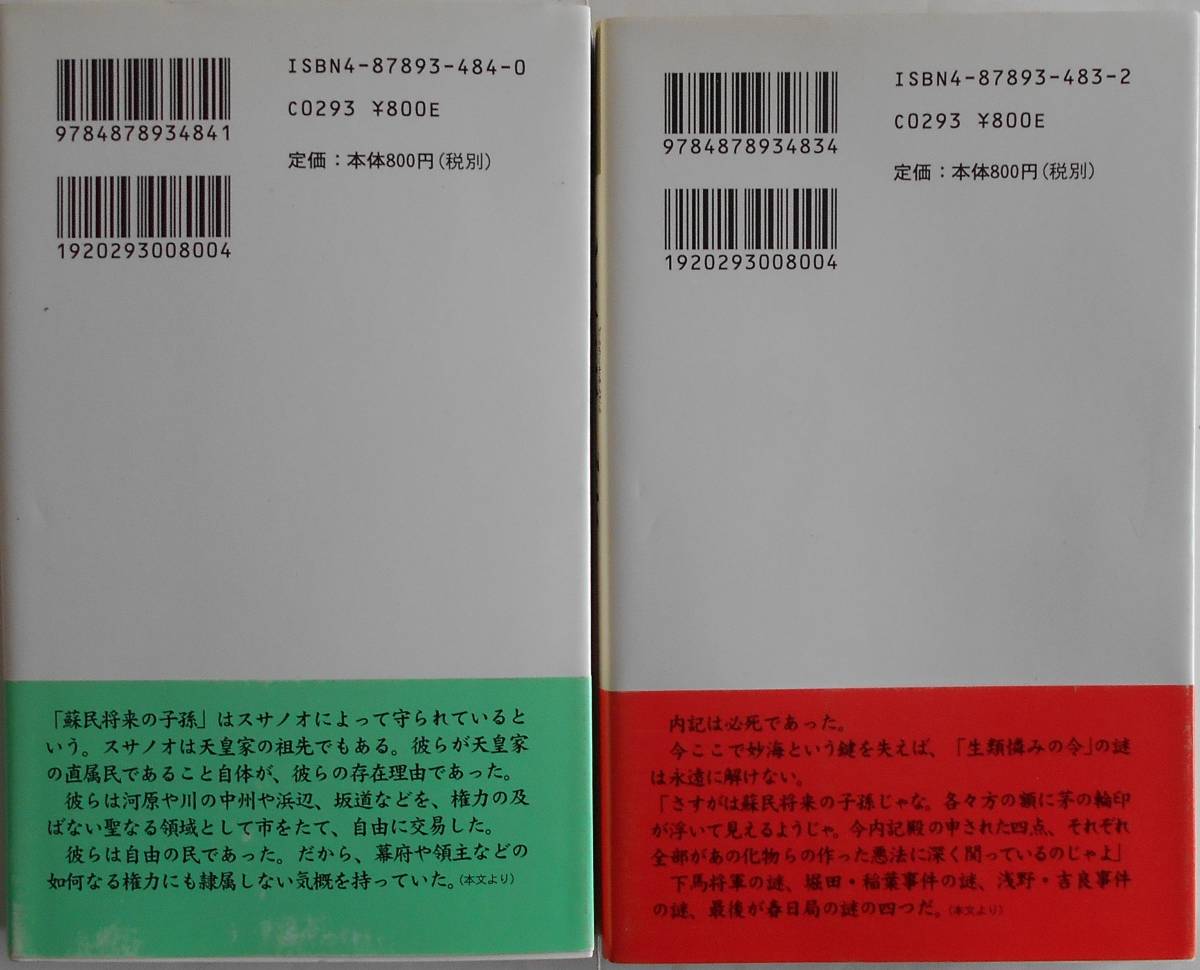 ISBN4-87893-484-0
C0293 ¥800E
9784878934841
定価：本体800円（税別）
1920293008004
「蘇民将来の子孫」はスサノオによって守られていると
いう。スサノオは天皇家の祖先でもある。彼らが天皇家
の直属民であること自体が、彼らの存在理由であった。
彼らは河原や川の中州や浜辺、坂道などを、権力の及
ばない聖なる領域として市をたて、自由に交易した。
彼らは自由の民であった。だから、幕府や領主などの
如何なる権力にも隷属しない気概を持っていた。（本文より）
ISBN4-87893-483-2
C0293 ¥800E
9784878934834
定価：本体800円（税別）
1920293008004
内記は必死であった。
今ここで妙海という鍵を失えば、「生類憐みの令」の謎
は永遠に解けない。
「さすがは蘇民将来の子孫じゃな。各々方の額に茅の輪印
が浮いて見えるようじゃ。今内記殿の申された四点、それぞれ
全部があの化物らの作った悪法に深く関っているのじゃよ」
下馬将軍の謎、堀田・稲葉事件の謎、浅野・吉良事件
の謎、最後が春日局の謎の四つだ。（本文より）